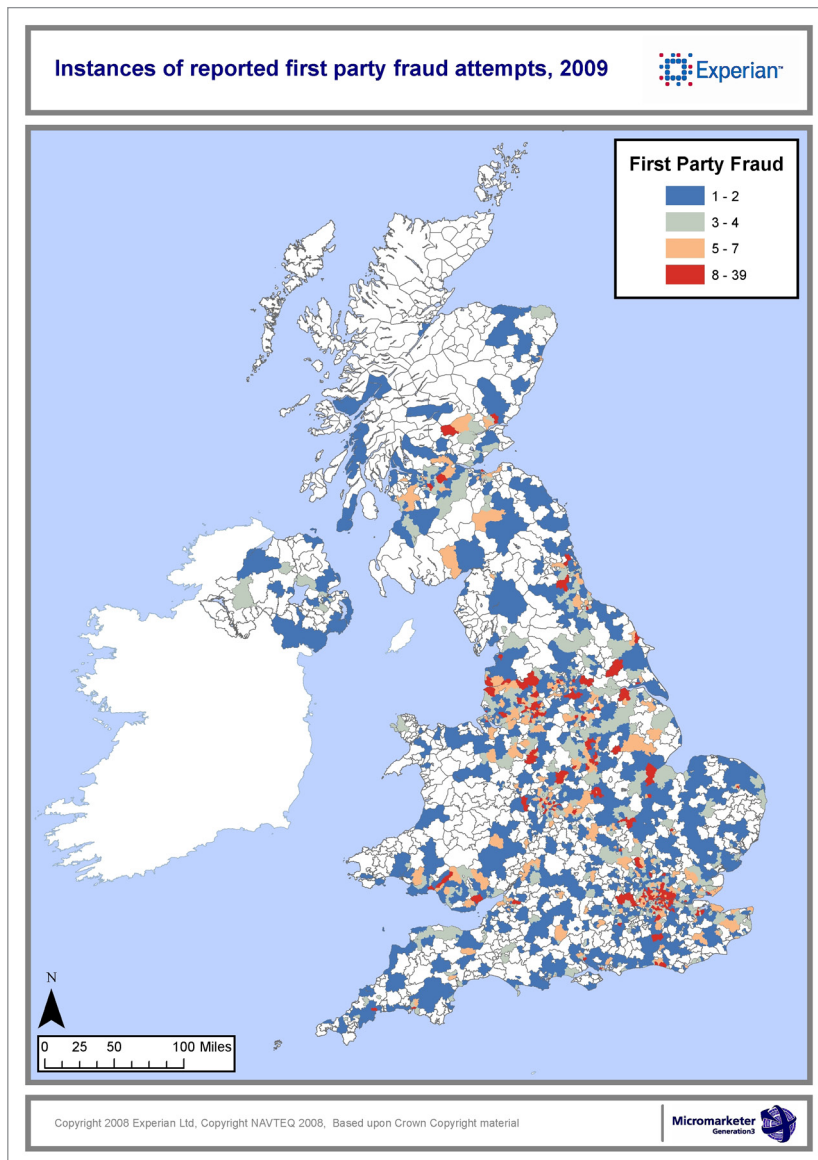 Instances of reported first party fraud attempts, 2009
Experian™
First Party Fraud
1 - 2
3 - 4
5 - 7
8 - 39
N
0 25 50 100 Miles
Copyright 2008 Experian Ltd, Copyright NAVTEQ 2008, Based upon Crown Copyright material
Micromarketer
Generation3